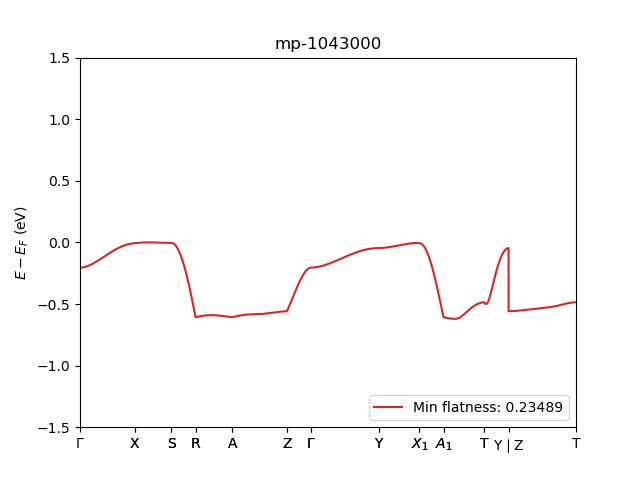 mp-1043000
E − E_F (eV)
1.5
1.0
0.5
0.0
−0.5
−1.0
−1.5
Min flatness: 0.23489
Γ X S R A Z Γ Y X₁ A₁ T Y | Z T